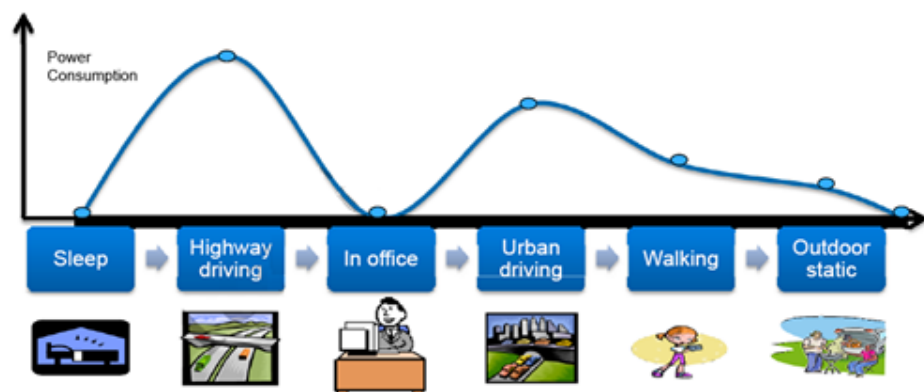 Power
Consumption
Sleep
Highway
driving
In office
Urban
driving
Walking
Outdoor
static